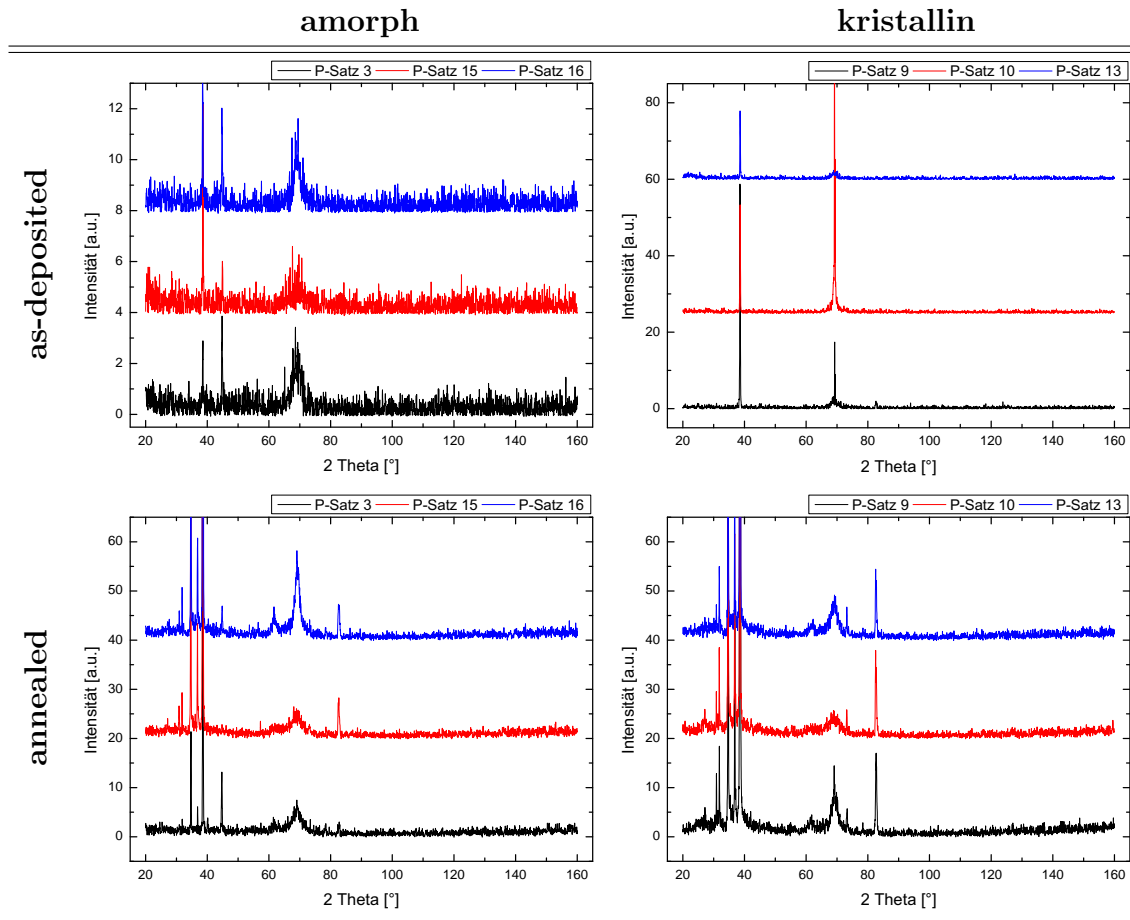 amorph kristallin
as-deposited
P-Satz 3 P-Satz 15 P-Satz 16
Intensität [a.u.]
12
10
8
6
4
2
0
20 40 60 80 100 120 140 160
2 Theta [°]
P-Satz 9 P-Satz 10 P-Satz 13
Intensität [a.u.]
80
60
40
20
0
20 40 60 80 100 120 140 160
2 Theta [°]
annealed
P-Satz 3 P-Satz 15 P-Satz 16
Intensität [a.u.]
60
50
40
30
20
10
0
20 40 60 80 100 120 140 160
2 Theta [°]
P-Satz 9 P-Satz 10 P-Satz 13
Intensität [a.u.]
60
50
40
30
20
10
0
20 40 60 80 100 120 140 160
2 Theta [°]